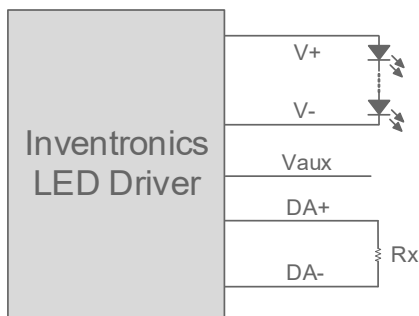 V+
V-
Inventronics
LED Driver
Vaux
DA+
Rx
DA-